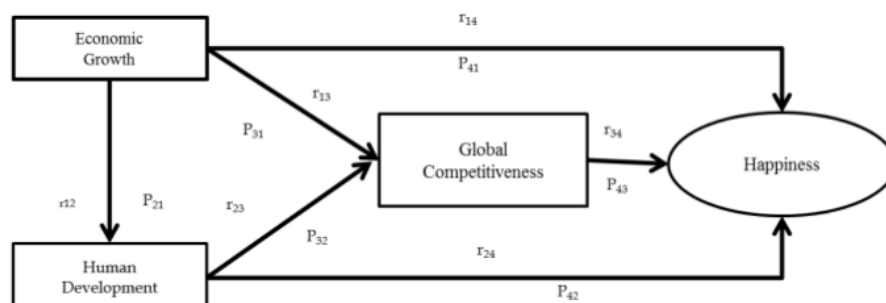 r₁₄
Economic
Growth
P₄₁
r₁₃
P₃₁
Global
Competitiveness
r₃₄
P₄₃
Happiness
r12
P₂₁
r₂₃
P₃₂
Human
Development
r₂₄
P₄₂